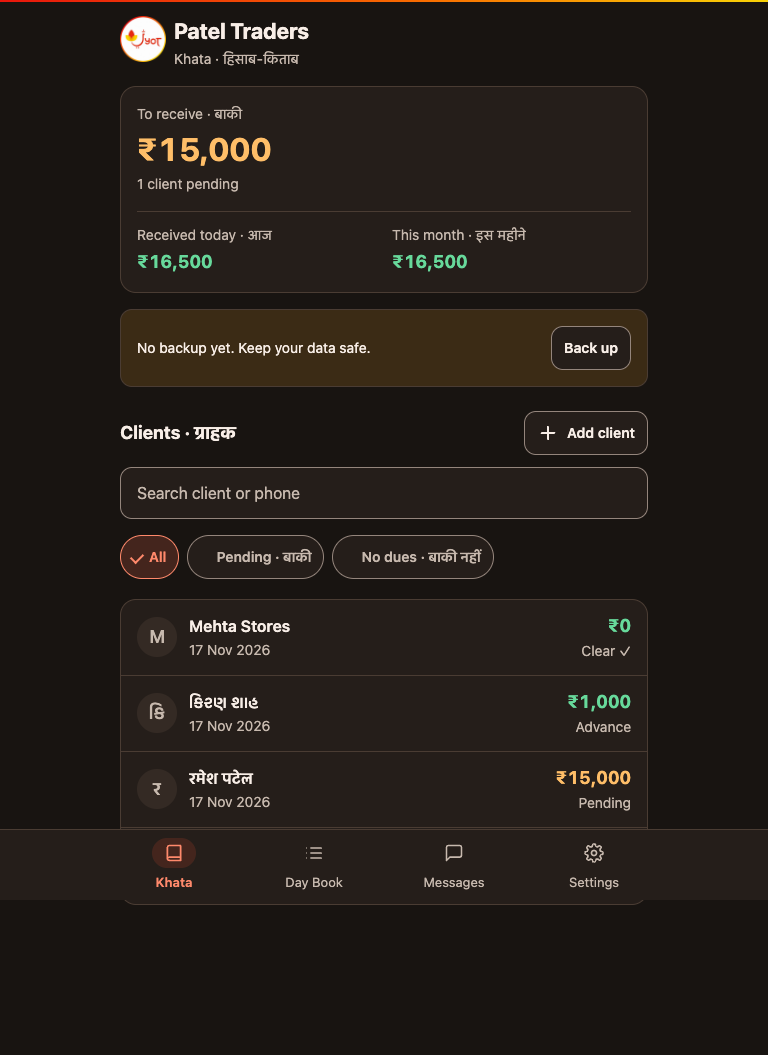 Jyot
Patel Traders
Khata · हिसाब-किताब
To receive · बाकी
₹15,000
1 client pending
Received today · आज
This month · इस महीने
₹16,500
₹16,500
No backup yet. Keep your data safe.
Back up
Clients · ग्राहक
Add client
Search client or phone
All
Pending · बाकी
No dues · बाकी नहीं
M
Mehta Stores
₹0
17 Nov 2026
Clear ✓
કિ
કિરણ શાહ
₹1,000
17 Nov 2026
Advance
र
रमेश पटेल
₹15,000
17 Nov 2026
Pending
Khata
Day Book
Messages
Settings